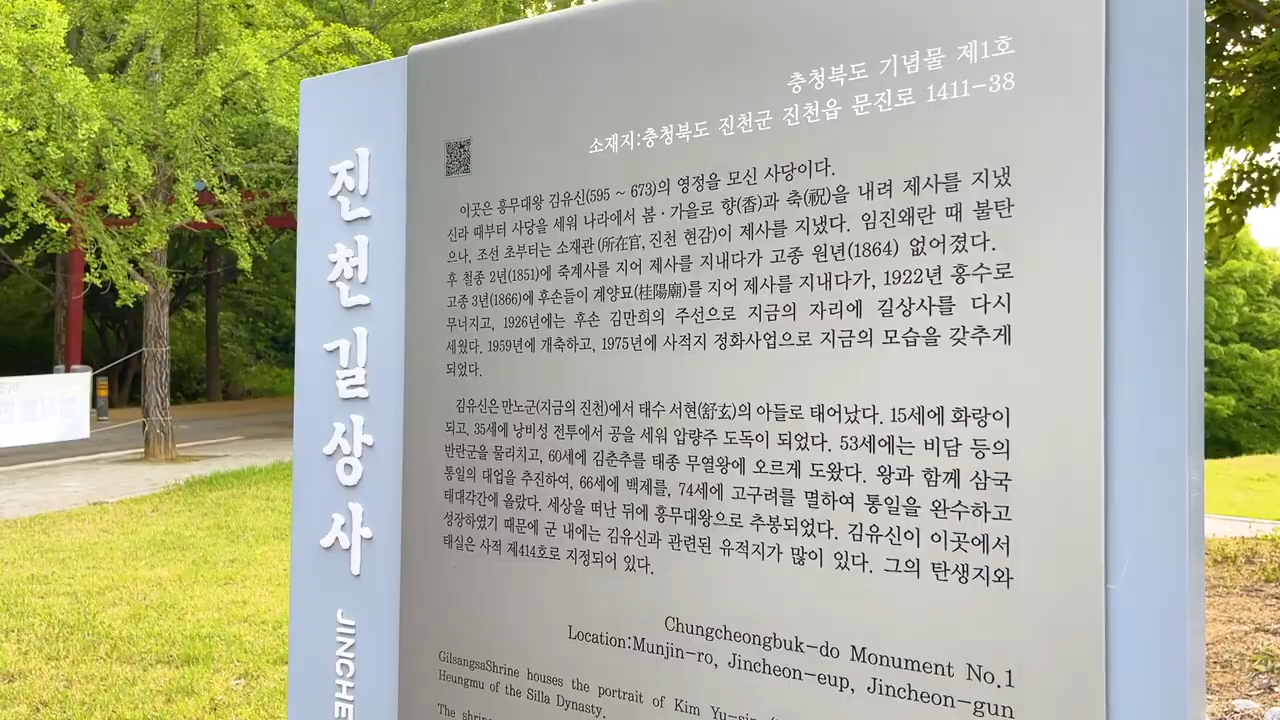 진천길상사
JINCHE
충청북도 기념물 제1호
소재지:충청북도 진천군 진천읍 문진로 1411-38
이곳은 흥무대왕 김유신(595 ~ 673)의 영정을 모신 사당이다.
신라 때부터 사당을 세워 나라에서 봄·가을로 향(香)과 축(祝)을 내려 제사를 지냈
으나, 조선 초부터는 소재관(所在官, 진천 현감)이 제사를 지냈다. 임진왜란 때 불탄
후 철종 2년(1851)에 죽계사를 지어 제사를 지내다가 고종 원년(1864) 없어졌다.
고종 3년(1866)에 후손들이 계양묘(桂陽廟)를 지어 제사를 지내다가, 1922년 홍수로
무너지고, 1926년에는 후손 김만희의 주선으로 지금의 자리에 길상사를 다시
세웠다. 1959년에 개축하고, 1975년에 사적지 정화사업으로 지금의 모습을 갖추게
되었다.
김유신은 만노군(지금의 진천)에서 태수 서현(舒玄)의 아들로 태어났다. 15세에 화랑이
되고, 35세에 낭비성 전투에서 공을 세워 압량주 도독이 되었다. 53세에는 비담 등의
반란군을 물리치고, 60세에 김춘추를 태종 무열왕에 오르게 도왔다. 왕과 함께 삼국
통일의 대업을 추진하여, 66세에 백제를, 74세에 고구려를 멸하여 통일을 완수하고
태대각간에 올랐다. 세상을 떠난 뒤에 흥무대왕으로 추봉되었다. 김유신이 이곳에서
성장하였기 때문에 군 내에는 김유신과 관련된 유적지가 많이 있다. 그의 탄생지와
태실은 사적 제414호로 지정되어 있다.
Chungcheongbuk-do Monument No.1
Location:Munjin-ro, Jincheon-eup, Jincheon-gun
GilsangsaShrine houses the portrait of Kim Yu-sin
Heungmu of the Silla Dynasty.
The shrine